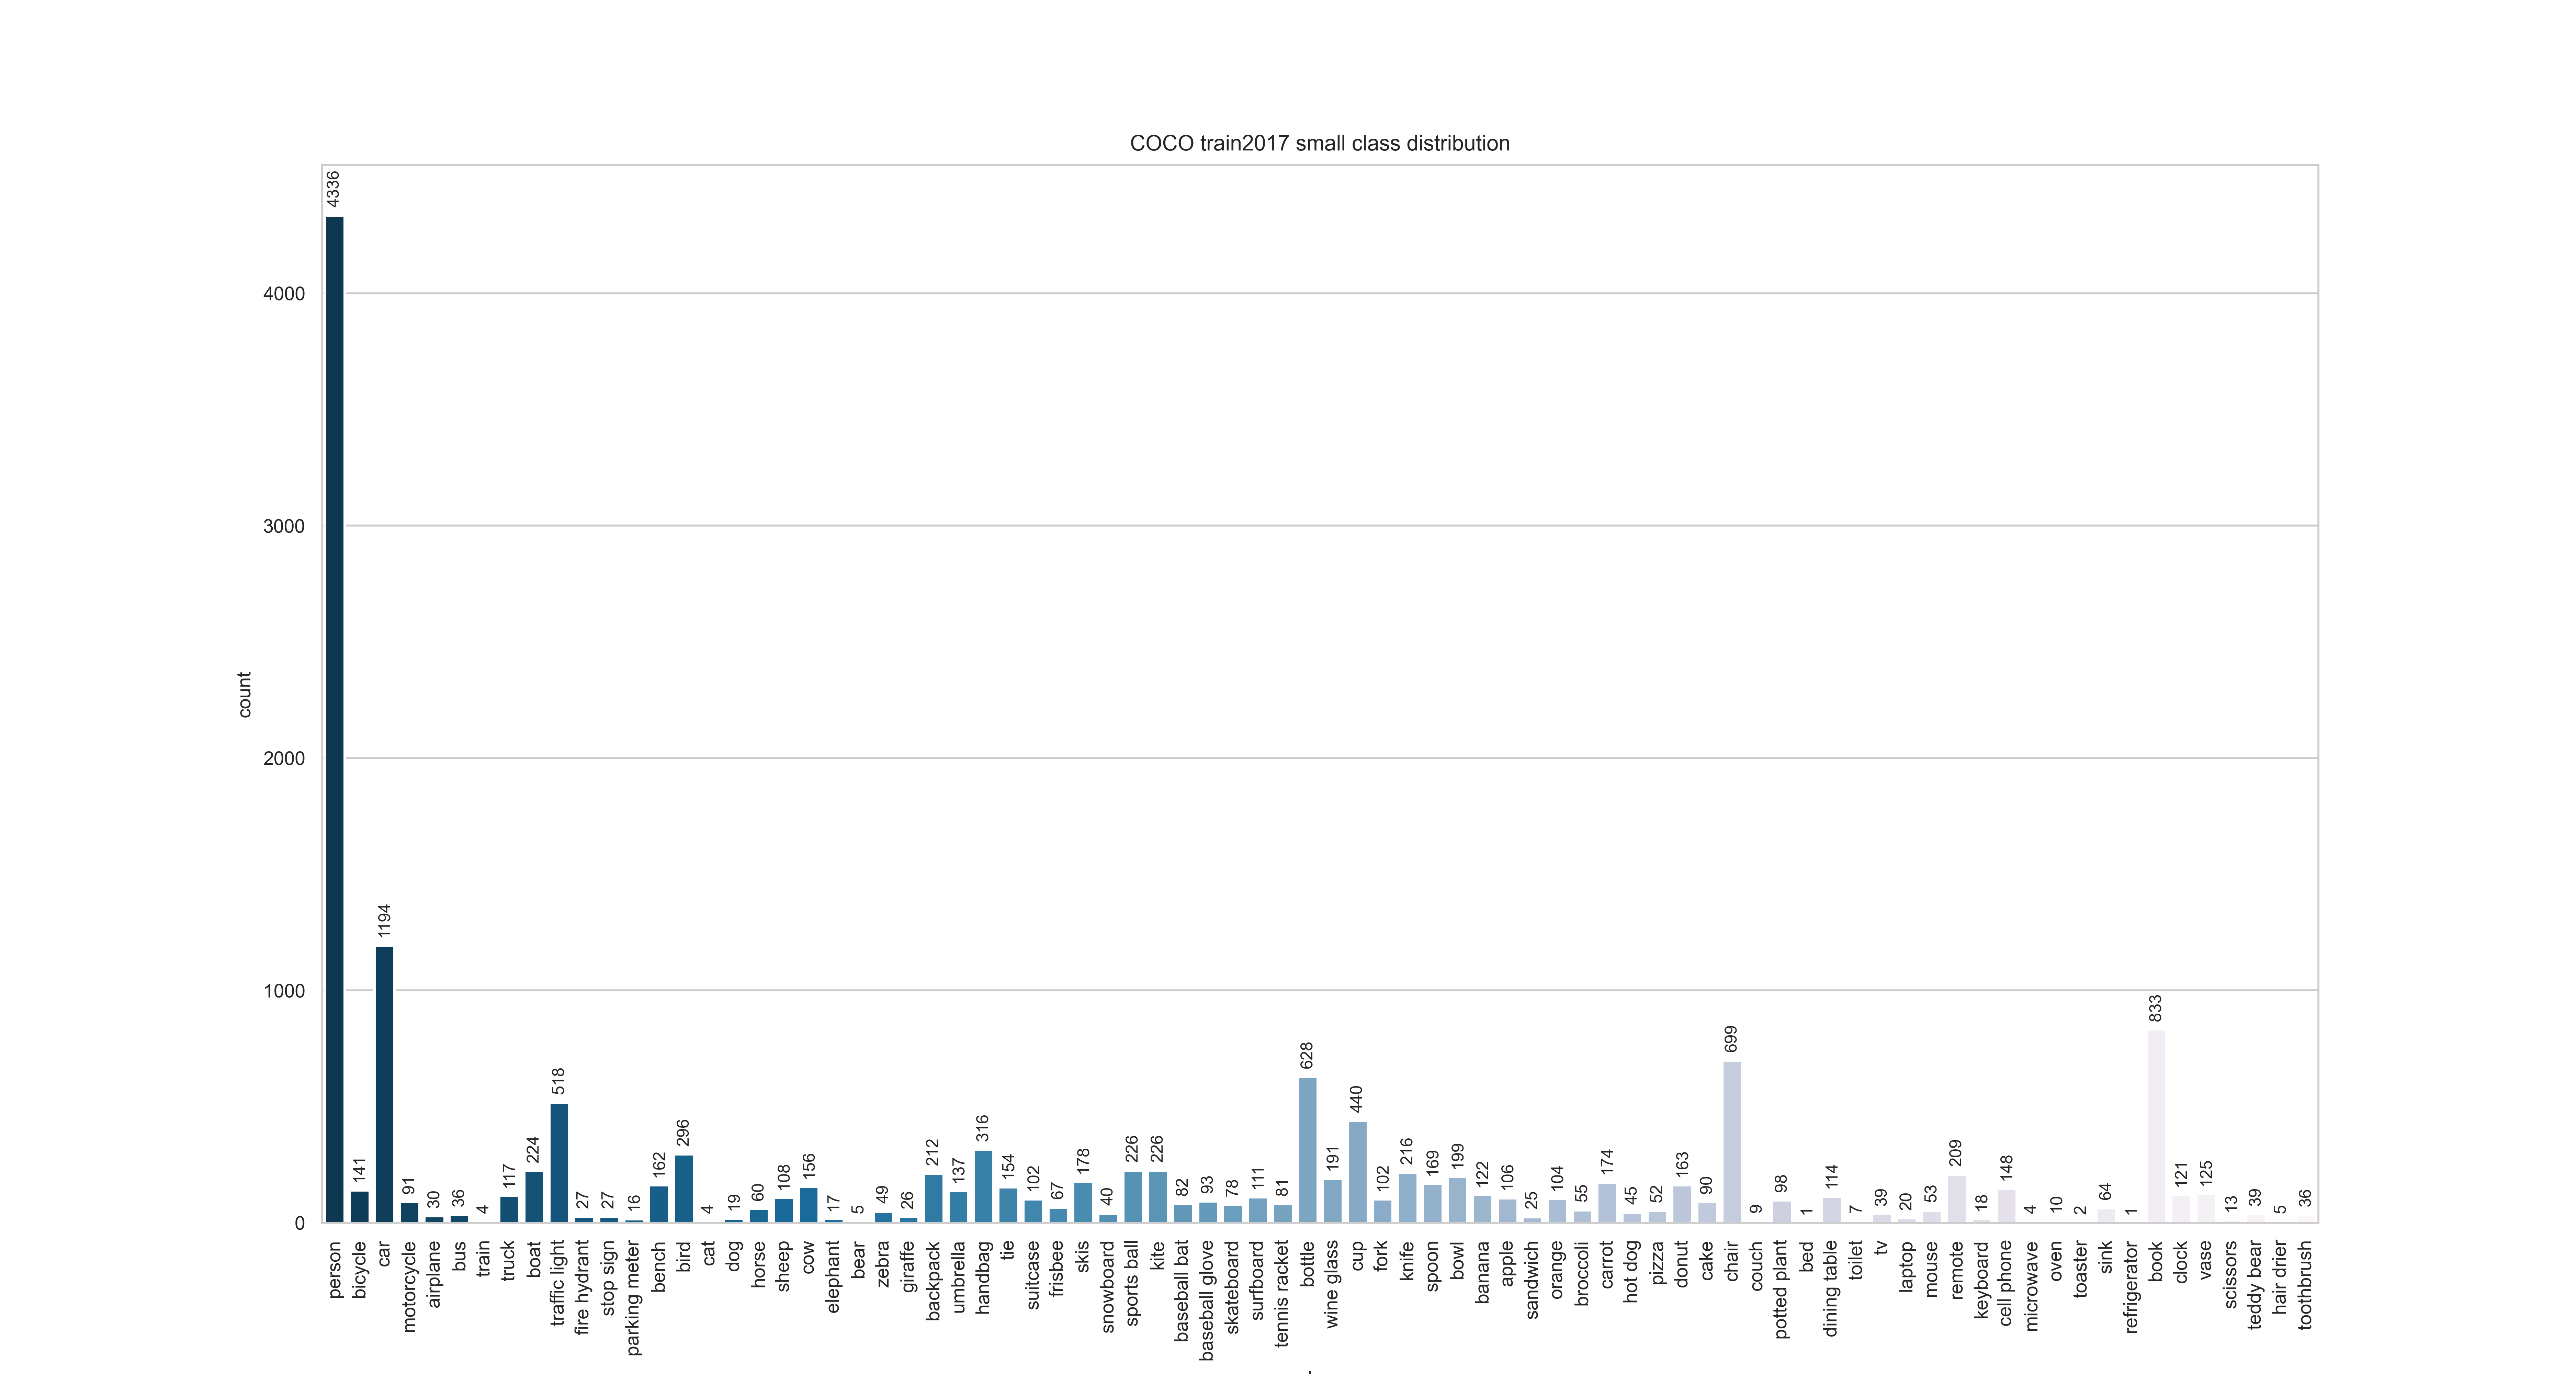 COCO train2017 small class distribution
count
4000
3000
2000
1000
0
4336
141
1194
91
30
36
4
117
224
518
27
27
16
162
296
4
19
60
108
156
17
5
49
26
212
137
316
154
102
67
178
40
226
226
82
93
78
111
81
628
191
440
102
216
169
199
122
106
25
104
55
174
45
52
163
90
699
9
98
1
114
7
39
20
53
209
18
148
4
10
2
64
1
833
121
125
13
39
5
36
person
bicycle
car
motorcycle
airplane
bus
train
truck
boat
traffic light
fire hydrant
stop sign
parking meter
bench
bird
cat
dog
horse
sheep
cow
elephant
bear
zebra
giraffe
backpack
umbrella
handbag
tie
suitcase
frisbee
skis
snowboard
sports ball
kite
baseball bat
baseball glove
skateboard
surfboard
tennis racket
bottle
wine glass
cup
fork
knife
spoon
bowl
banana
apple
sandwich
orange
broccoli
carrot
hot dog
pizza
donut
cake
chair
couch
potted plant
bed
dining table
toilet
tv
laptop
mouse
remote
keyboard
cell phone
microwave
oven
toaster
sink
refrigerator
book
clock
vase
scissors
teddy bear
hair drier
toothbrush